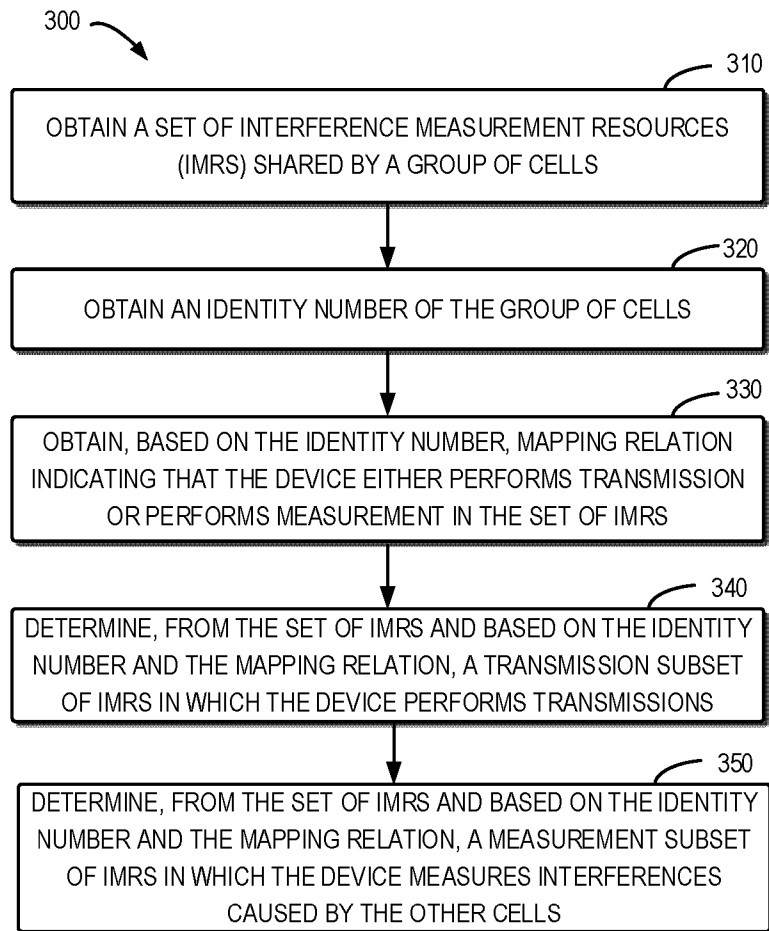 300
310
OBTAIN A SET OF INTERFERENCE MEASUREMENT RESOURCES
(IMRS) SHARED BY A GROUP OF CELLS
320
OBTAIN AN IDENTITY NUMBER OF THE GROUP OF CELLS
330
OBTAIN, BASED ON THE IDENTITY NUMBER, MAPPING RELATION
INDICATING THAT THE DEVICE EITHER PERFORMS TRANSMISSION
OR PERFORMS MEASUREMENT IN THE SET OF IMRS
340
DETERMINE, FROM THE SET OF IMRS AND BASED ON THE IDENTITY
NUMBER AND THE MAPPING RELATION, A TRANSMISSION SUBSET
OF IMRS IN WHICH THE DEVICE PERFORMS TRANSMISSIONS
350
DETERMINE, FROM THE SET OF IMRS AND BASED ON THE IDENTITY
NUMBER AND THE MAPPING RELATION, A MEASUREMENT SUBSET
OF IMRS IN WHICH THE DEVICE MEASURES INTERFERENCES
CAUSED BY THE OTHER CELLS